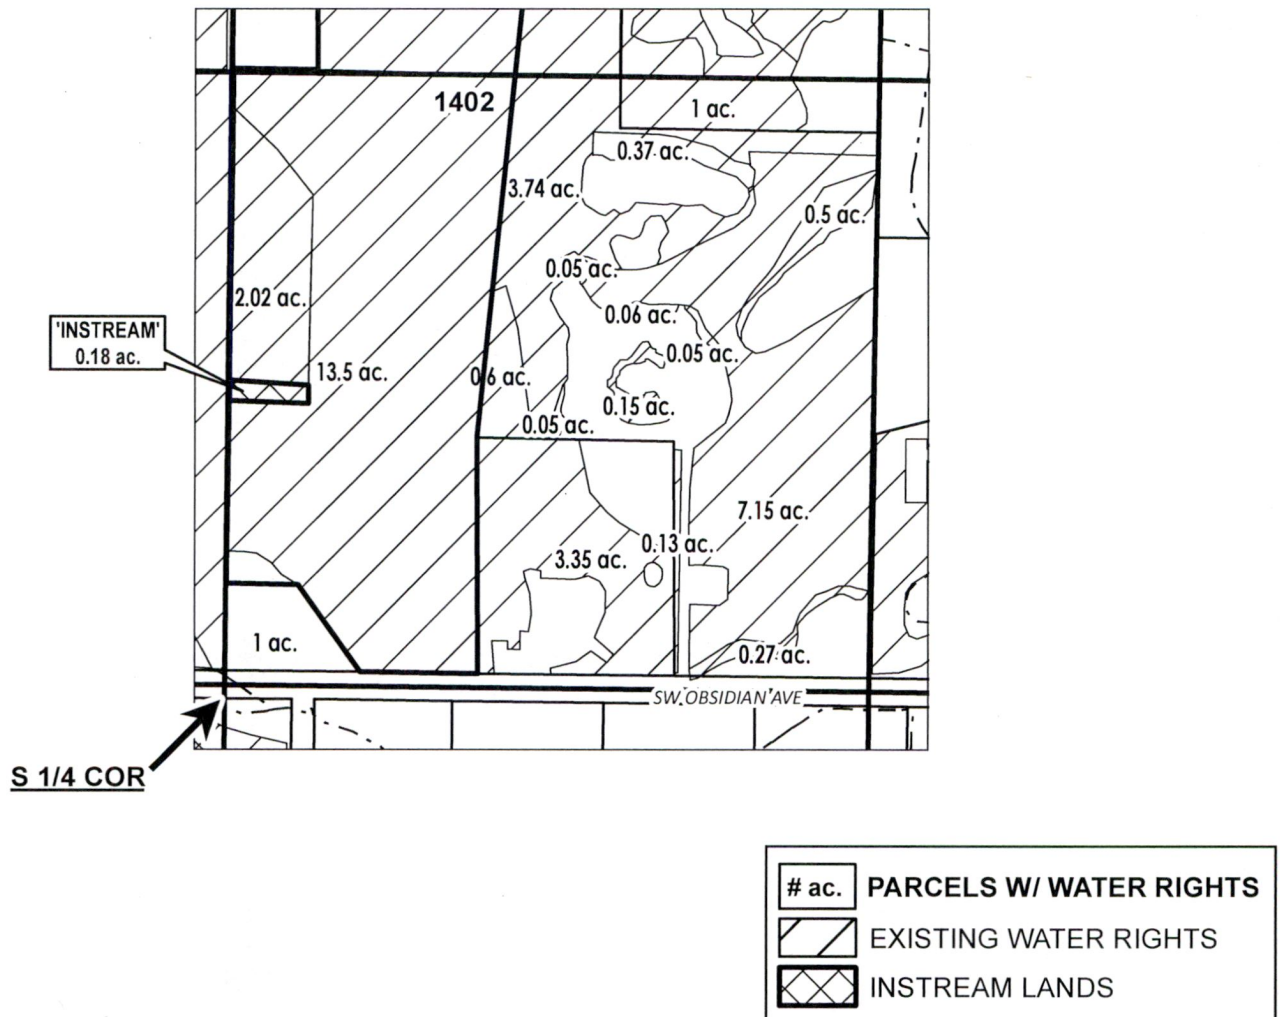 1402
1 ac.
0.37 ac.
3.74 ac.
0.5 ac.
0.05 ac.
2.02 ac.
0.06 ac.
'INSTREAM'
0.18 ac.
0.05 ac.
13.5 ac.
0.6 ac.
0.15 ac.
0.05 ac.
7.15 ac.
0.13 ac.
3.35 ac.
1 ac.
0.27 ac.
SW OBSIDIAN AVE
S 1/4 COR
# ac. PARCELS W/ WATER RIGHTS
EXISTING WATER RIGHTS
INSTREAM LANDS